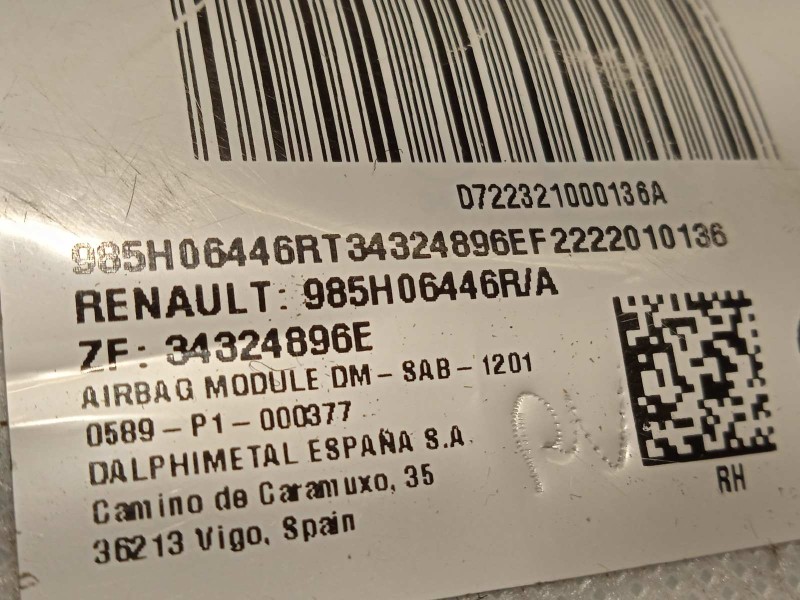 D722321000136A
985H06446RT34324896EF2222010136
RENAULT: 985H06446R/A
ZF: 34324896E
AIRBAG MODULE DM-SAB-1201
0589-P1-000377
DALPHIMETAL ESPAÑA S.A.
Camino de Caramuxo, 35
36213 Vigo, Spain
RH